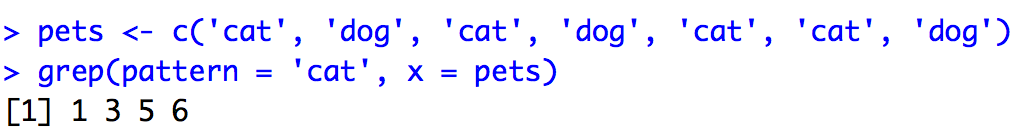 > pets <- c('cat', 'dog', 'cat', 'dog', 'cat', 'cat', 'dog')
> grep(pattern = 'cat', x = pets)
[1] 1 3 5 6